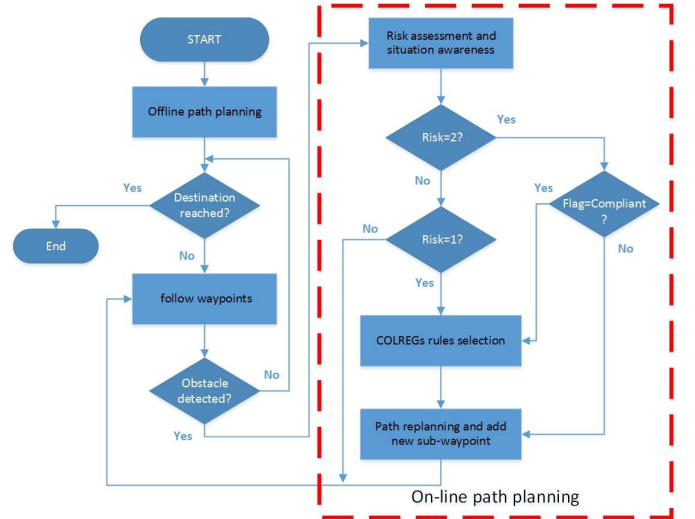 START
Offline path planning
Yes
Destination
reached?
End
No
follow waypoints
Obstacle
detected?
No
Yes
Risk assessment and
situation awareness
Risk=2?
Yes
No
Yes
Flag=Compliant
?
No
Risk=1?
No
Yes
COLREGs rules selection
Path replanning and add
new sub-waypoint
On-line path planning